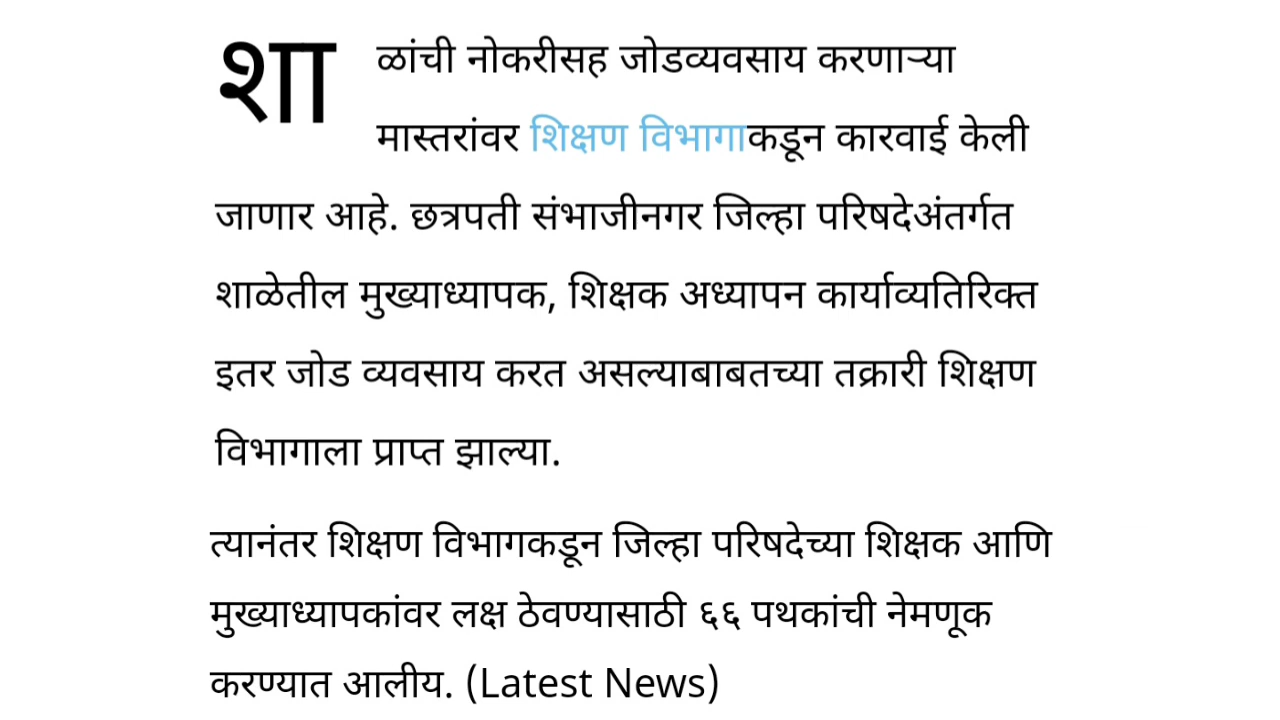 शाळांची नोकरीसह जोडव्यवसाय करणाऱ्या
मास्तरांवर शिक्षण विभागाकडून कारवाई केली
जाणार आहे. छत्रपती संभाजीनगर जिल्हा परिषदेअंतर्गत
शाळेतील मुख्याध्यापक, शिक्षक अध्यापन कार्याव्यतिरिक्त
इतर जोड व्यवसाय करत असल्याबाबतच्या तक्रारी शिक्षण
विभागाला प्राप्त झाल्या.
त्यानंतर शिक्षण विभागकडून जिल्हा परिषदेच्या शिक्षक आणि
मुख्याध्यापकांवर लक्ष ठेवण्यासाठी ६६ पथकांची नेमणूक
करण्यात आलीय. (Latest News)